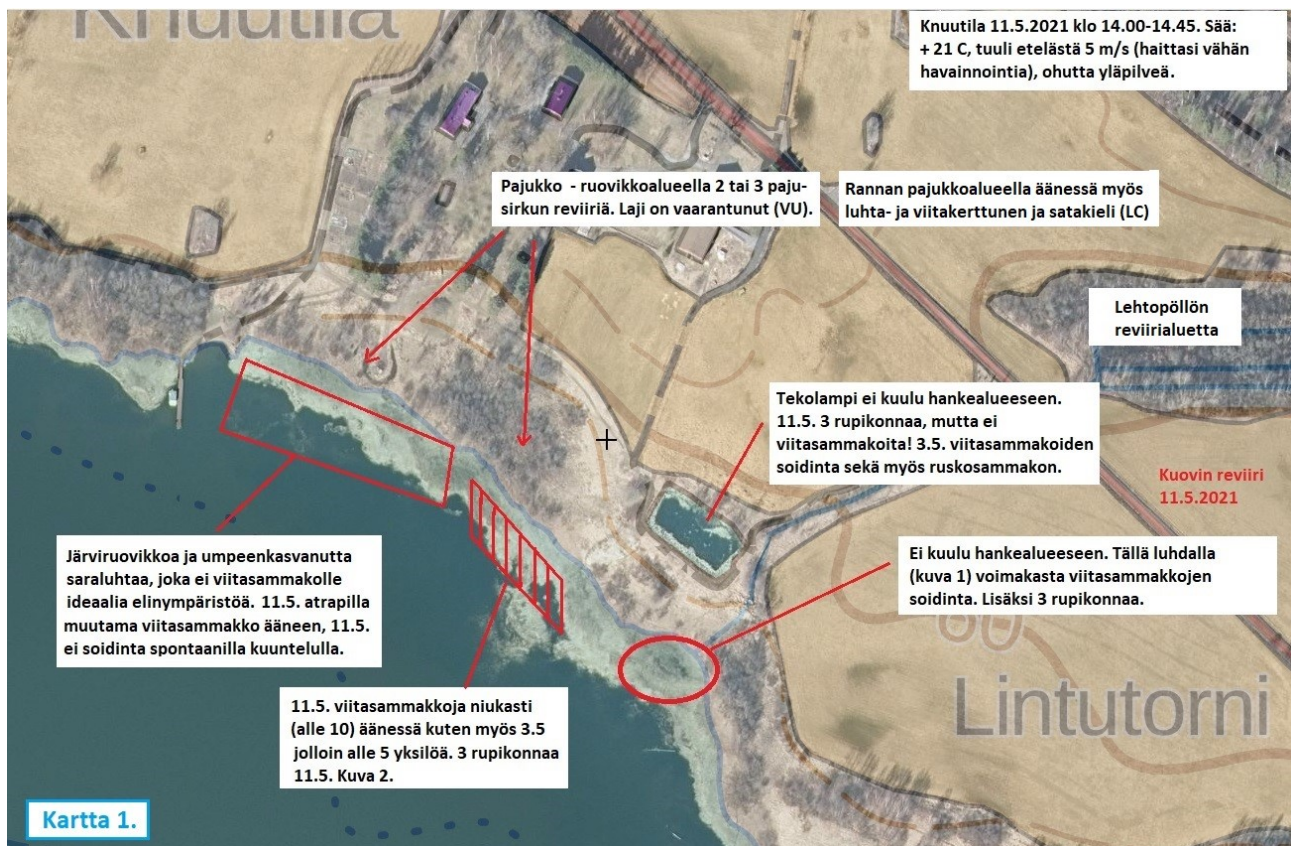 Knuutila
Knuutila 11.5.2021 klo 14.00-14.45. Sää:
+ 21 C, tuuli etelästä 5 m/s (haittasi vähän
havainnointia), ohutta yläpilveä.
Pajukko - ruovikkoalueella 2 tai 3 paju-
sirkun reviiriä. Laji on vaarantunut (VU).
Rannan pajukkoalueella äänessä myös
luhta- ja viitakerttunen ja satakieli (LC)
Lehtopöllön
reviirialuetta
Tekolampi ei kuulu hankealueeseen.
11.5. 3 rupikonnaa, mutta ei
viitasammakoita! 3.5. viitasammakoiden
soidinta sekä myös ruskosammakon.
Kuovin reviiri
11.5.2021
Järviruovikkoa ja umpeenkasvanutta
saraluhtaa, joka ei viitasammakolle
ideaalia elinympäristöä. 11.5. atrapilla
muutama viitasammakko ääneen, 11.5.
ei soidinta spontaanilla kuuntelulla.
Ei kuulu hankealueeseen. Tällä luhdalla
(kuva 1) voimakasta viitasammakkojen
soidinta. Lisäksi 3 rupikonnaa.
60
Lintutorni
11.5. viitasammakkoja niukasti
(alle 10) äänessä kuten myös 3.5
jolloin alle 5 yksilöä. 3 rupikonnaa
11.5. Kuva 2.
Kartta 1.